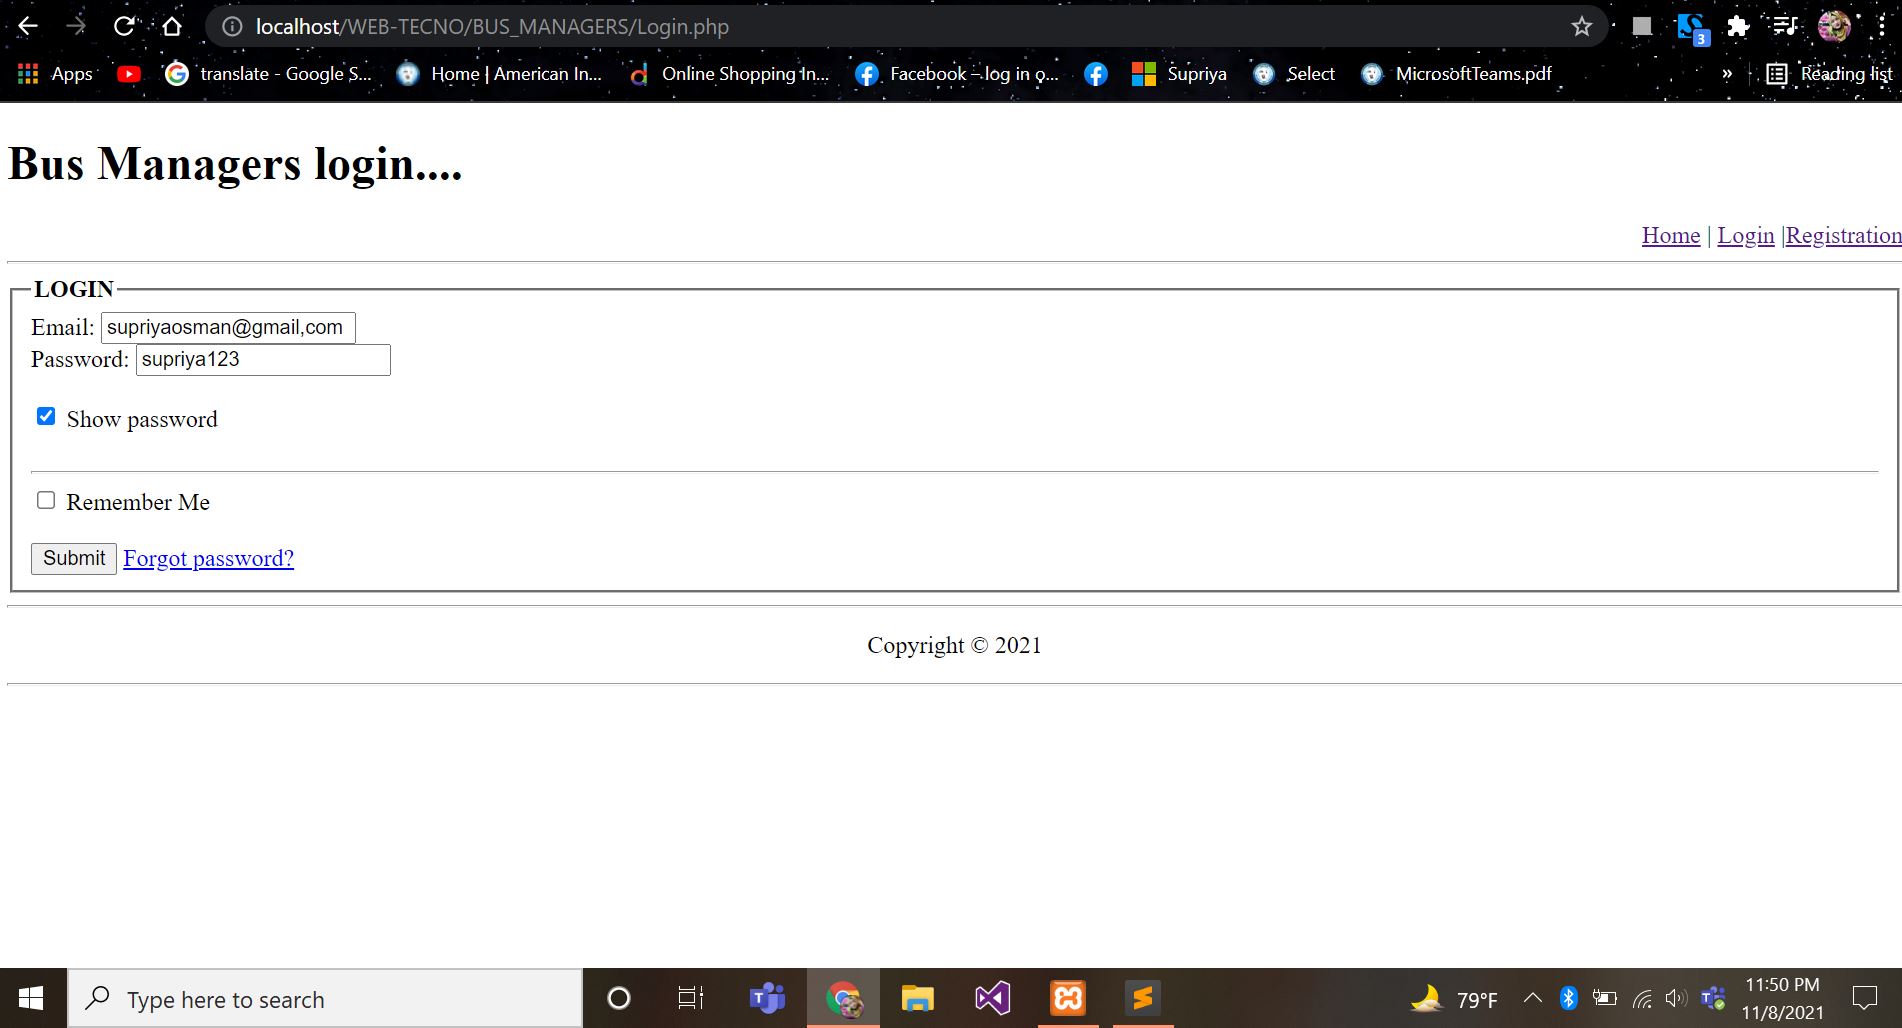 localhost/WEB-TECNO/BUS_MANAGERS/Login.php
3
Apps translate - Google S... Home | American In... Online Shopping In... Facebook – log in o... Supriya Select MicrosoftTeams.pdf » Reading list
Bus Managers login....
Home | Login |Registration
LOGIN
Email: supriyaosman@gmail,com
Password: supriya123
Show password
Remember Me
Submit Forgot password?
Copyright © 2021
Type here to search
79°F
11:50 PM
11/8/2021